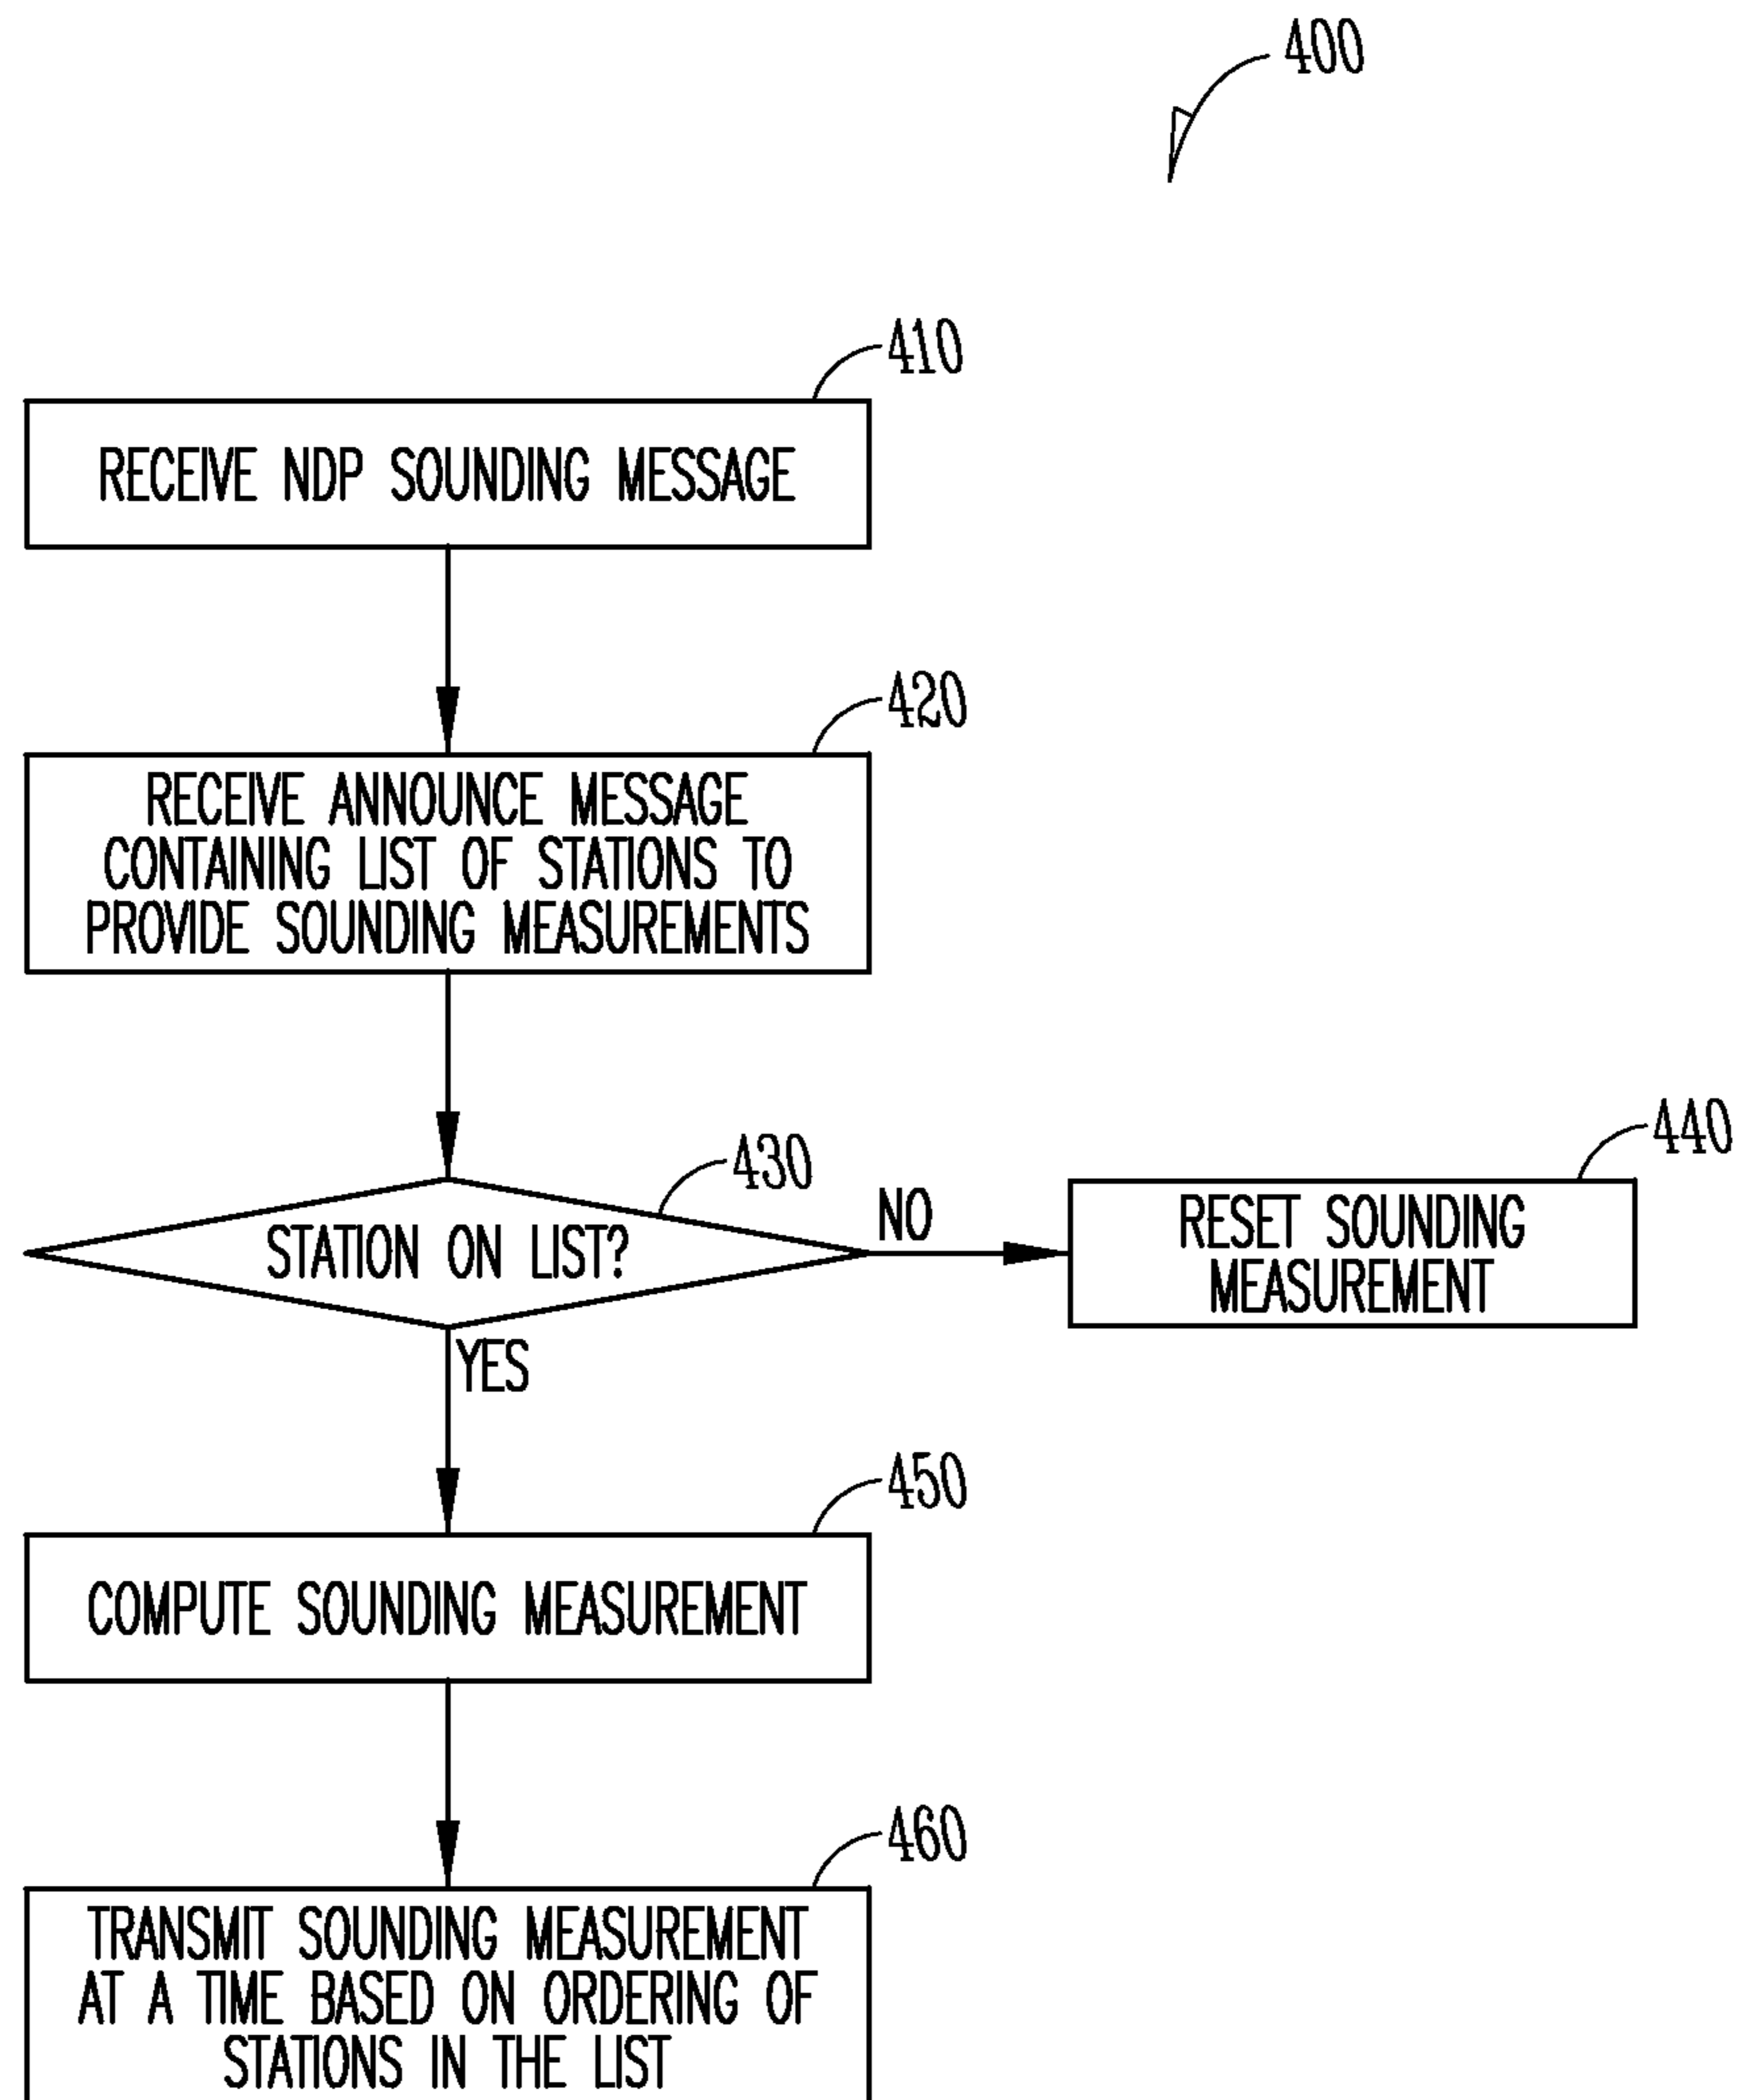 400
410
RECEIVE NDP SOUNDING MESSAGE
420
RECEIVE ANNOUNCE MESSAGE
CONTAINING LIST OF STATIONS TO
PROVIDE SOUNDING MEASUREMENTS
430
STATION ON LIST?
NO
440
RESET SOUNDING
MEASUREMENT
YES
450
COMPUTE SOUNDING MEASUREMENT
460
TRANSMIT SOUNDING MEASUREMENT
AT A TIME BASED ON ORDERING OF
STATIONS IN THE LIST